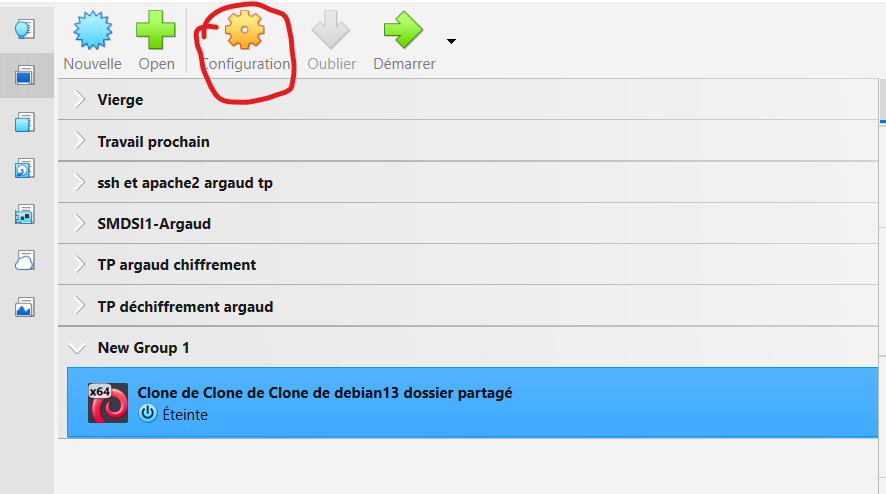 Nouvelle Open Configuration Oublier Démarrer
Vierge
Travail prochain
ssh et apache2 argaud tp
SMDSI1-Argaud
TP argaud chiffrement
TP déchiffrement argaud
New Group 1
x64
Clone de Clone de Clone de debian13 dossier partagé
Éteinte